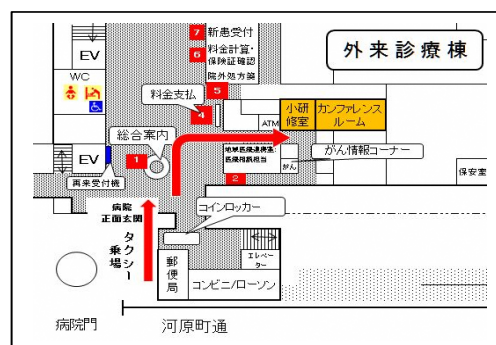 7 新患受付
6 料金計算・
保険証確認
院外処方箋
5
外来診療棟
EV
WC
料金支払
4
ATM
小研
修室
カンファレンス
ルーム
総合案内
1
地域医療連携室:
医療相談担当
がん情報コーナー
がん
EV
再来受付機
2
保安室
病院
正面玄関
コインロッカー
タクシー
乗場
郵便局
エレベー
ター
コンビニ/ローソン
病院門
河原町通